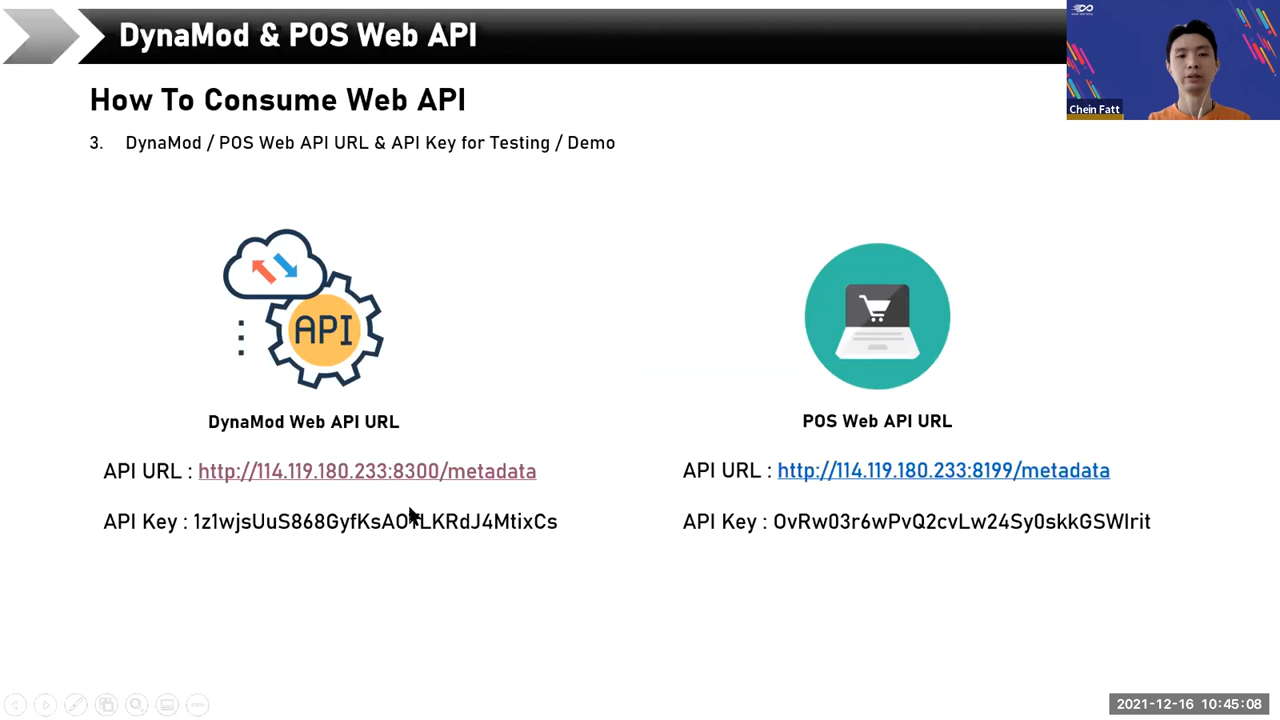 DynaMod & POS Web API
How To Consume Web API
3. DynaMod / POS Web API URL & API Key for Testing / Demo
Chein Fatt
API
DynaMod Web API URL
POS Web API URL
API URL : http://114.119.180.233:8300/metadata
API URL : http://114.119.180.233:8199/metadata
API Key :
API Key : OvRw03r6wPvQ2cvLw24Sy0skkGSWIrit
2021-12-16 10:45:08